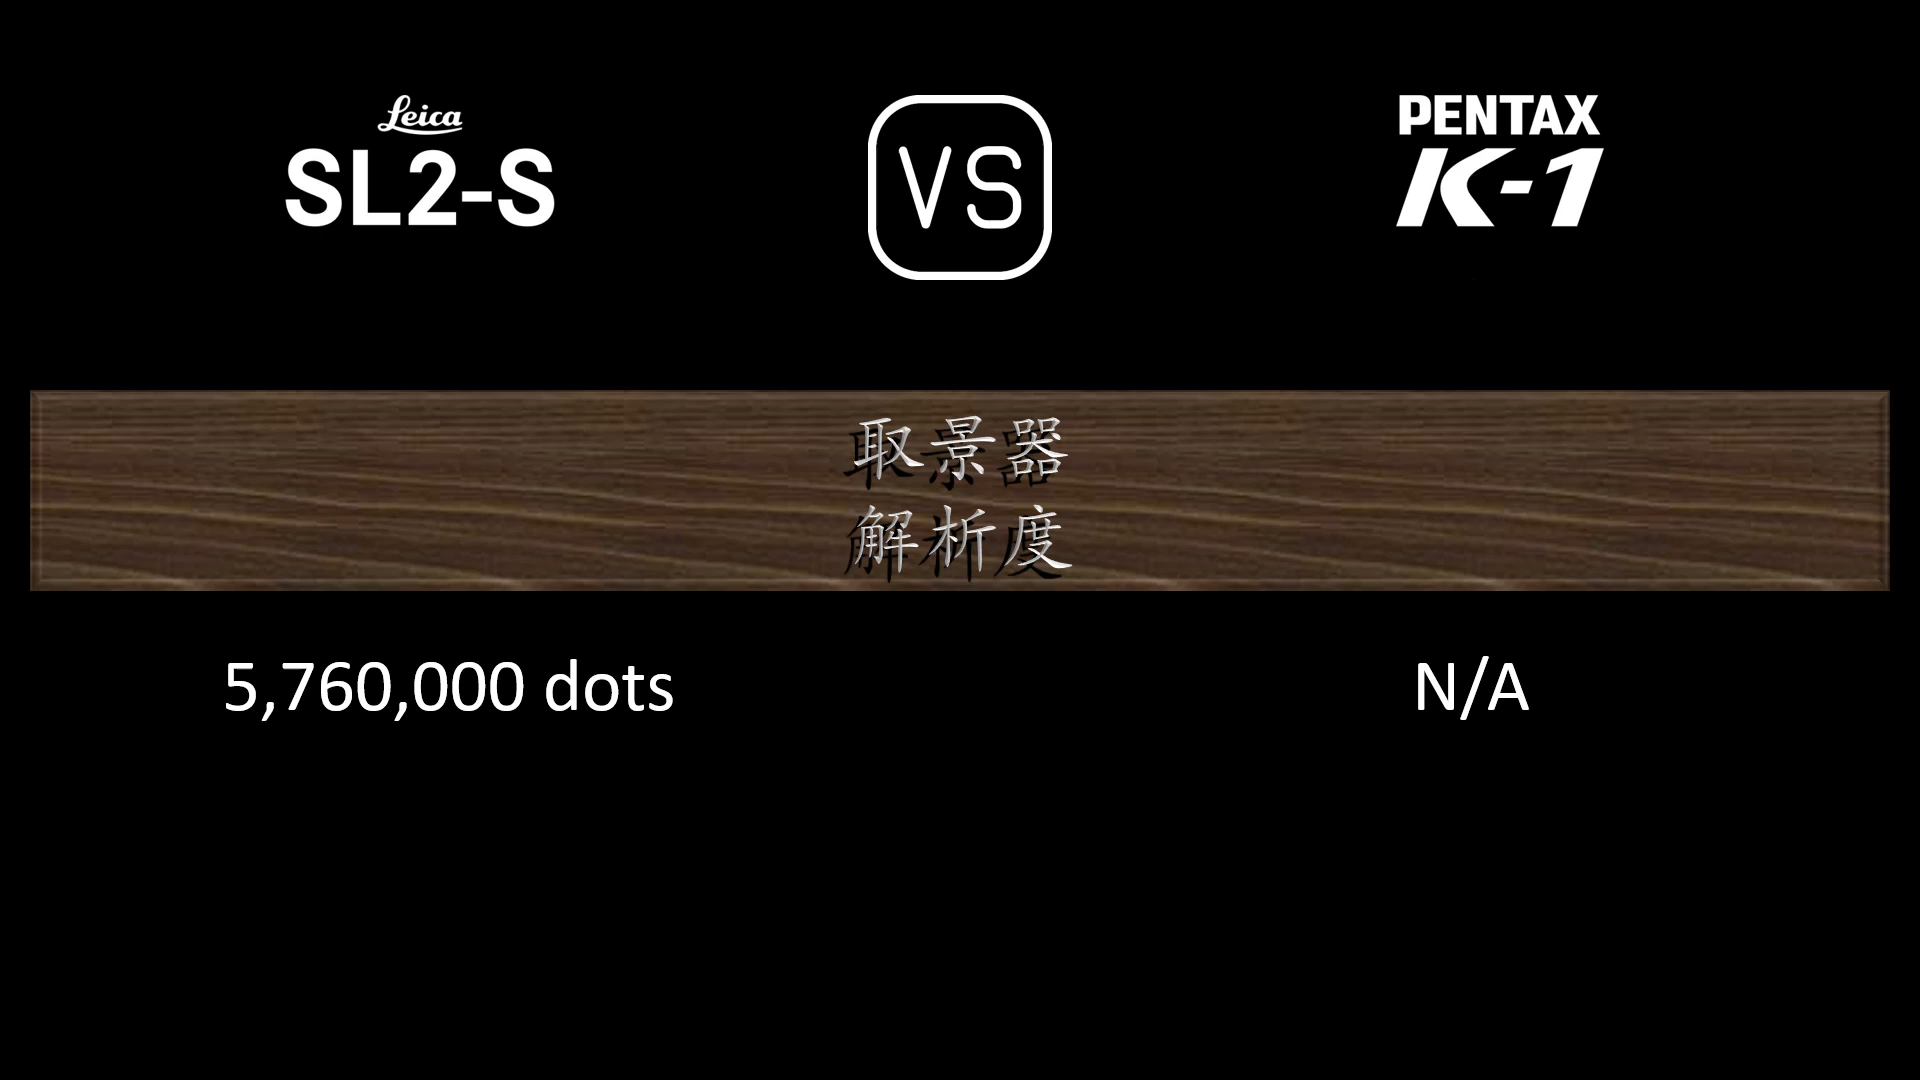 Leica
SL2-S
VS
PENTAX
K-1
取景器
解析度
5,760,000 dots
N/A